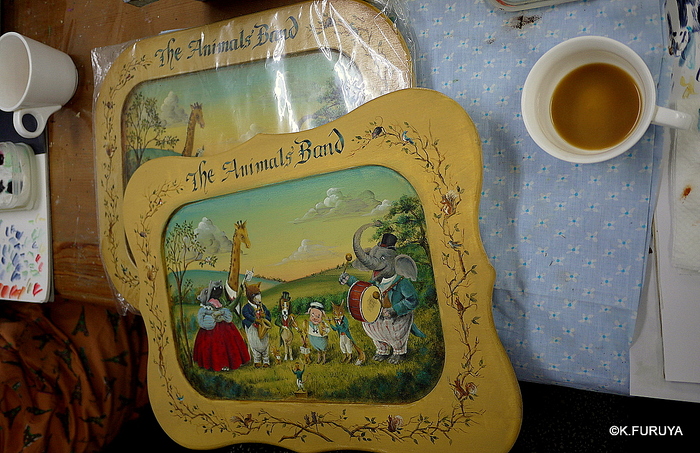 The Animals' Band
The Animals' Band
©K.FURUYA